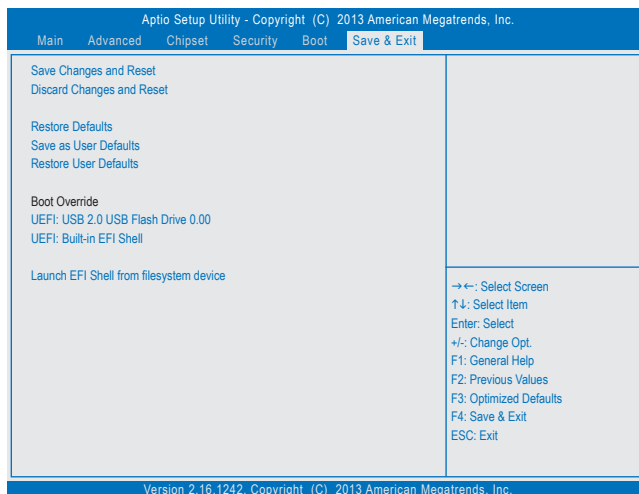 Aptio Setup Utility - Copyright (C) 2013 American Megatrends, Inc.
Main Advanced Chipset Security Boot Save & Exit
Save Changes and Reset
Discard Changes and Reset
Restore Defaults
Save as User Defaults
Restore User Defaults
Boot Override
UEFI: USB 2.0 USB Flash Drive 0.00
UEFI: Built-in EFI Shell
Launch EFI Shell from filesystem device
→←: Select Screen
↑↓: Select Item
Enter: Select
+/-: Change Opt.
F1: General Help
F2: Previous Values
F3: Optimized Defaults
F4: Save & Exit
ESC: Exit
Version 2.16.1242. Copyright (C) 2013 American Megatrends, Inc.